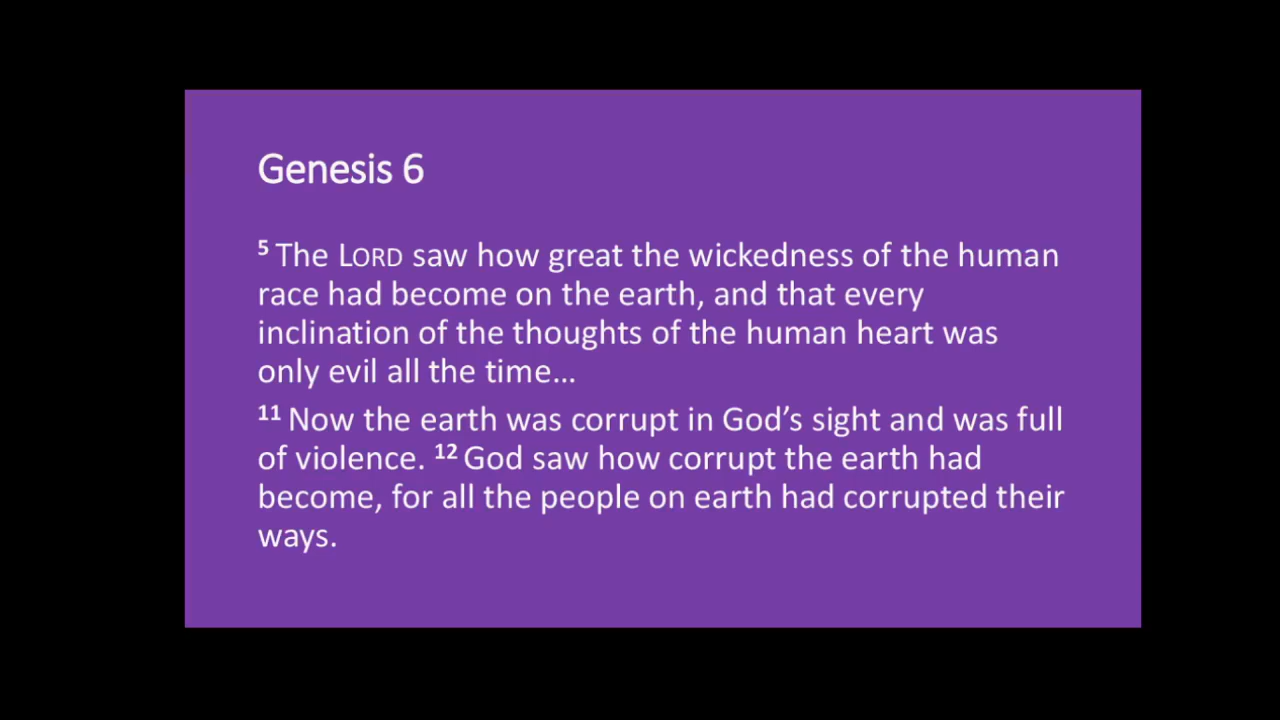 Genesis 6
5 The LORD saw how great the wickedness of the human
race had become on the earth, and that every
inclination of the thoughts of the human heart was
only evil all the time…
11 Now the earth was corrupt in God’s sight and was full
of violence. 12 God saw how corrupt the earth had
become, for all the people on earth had corrupted their
ways.